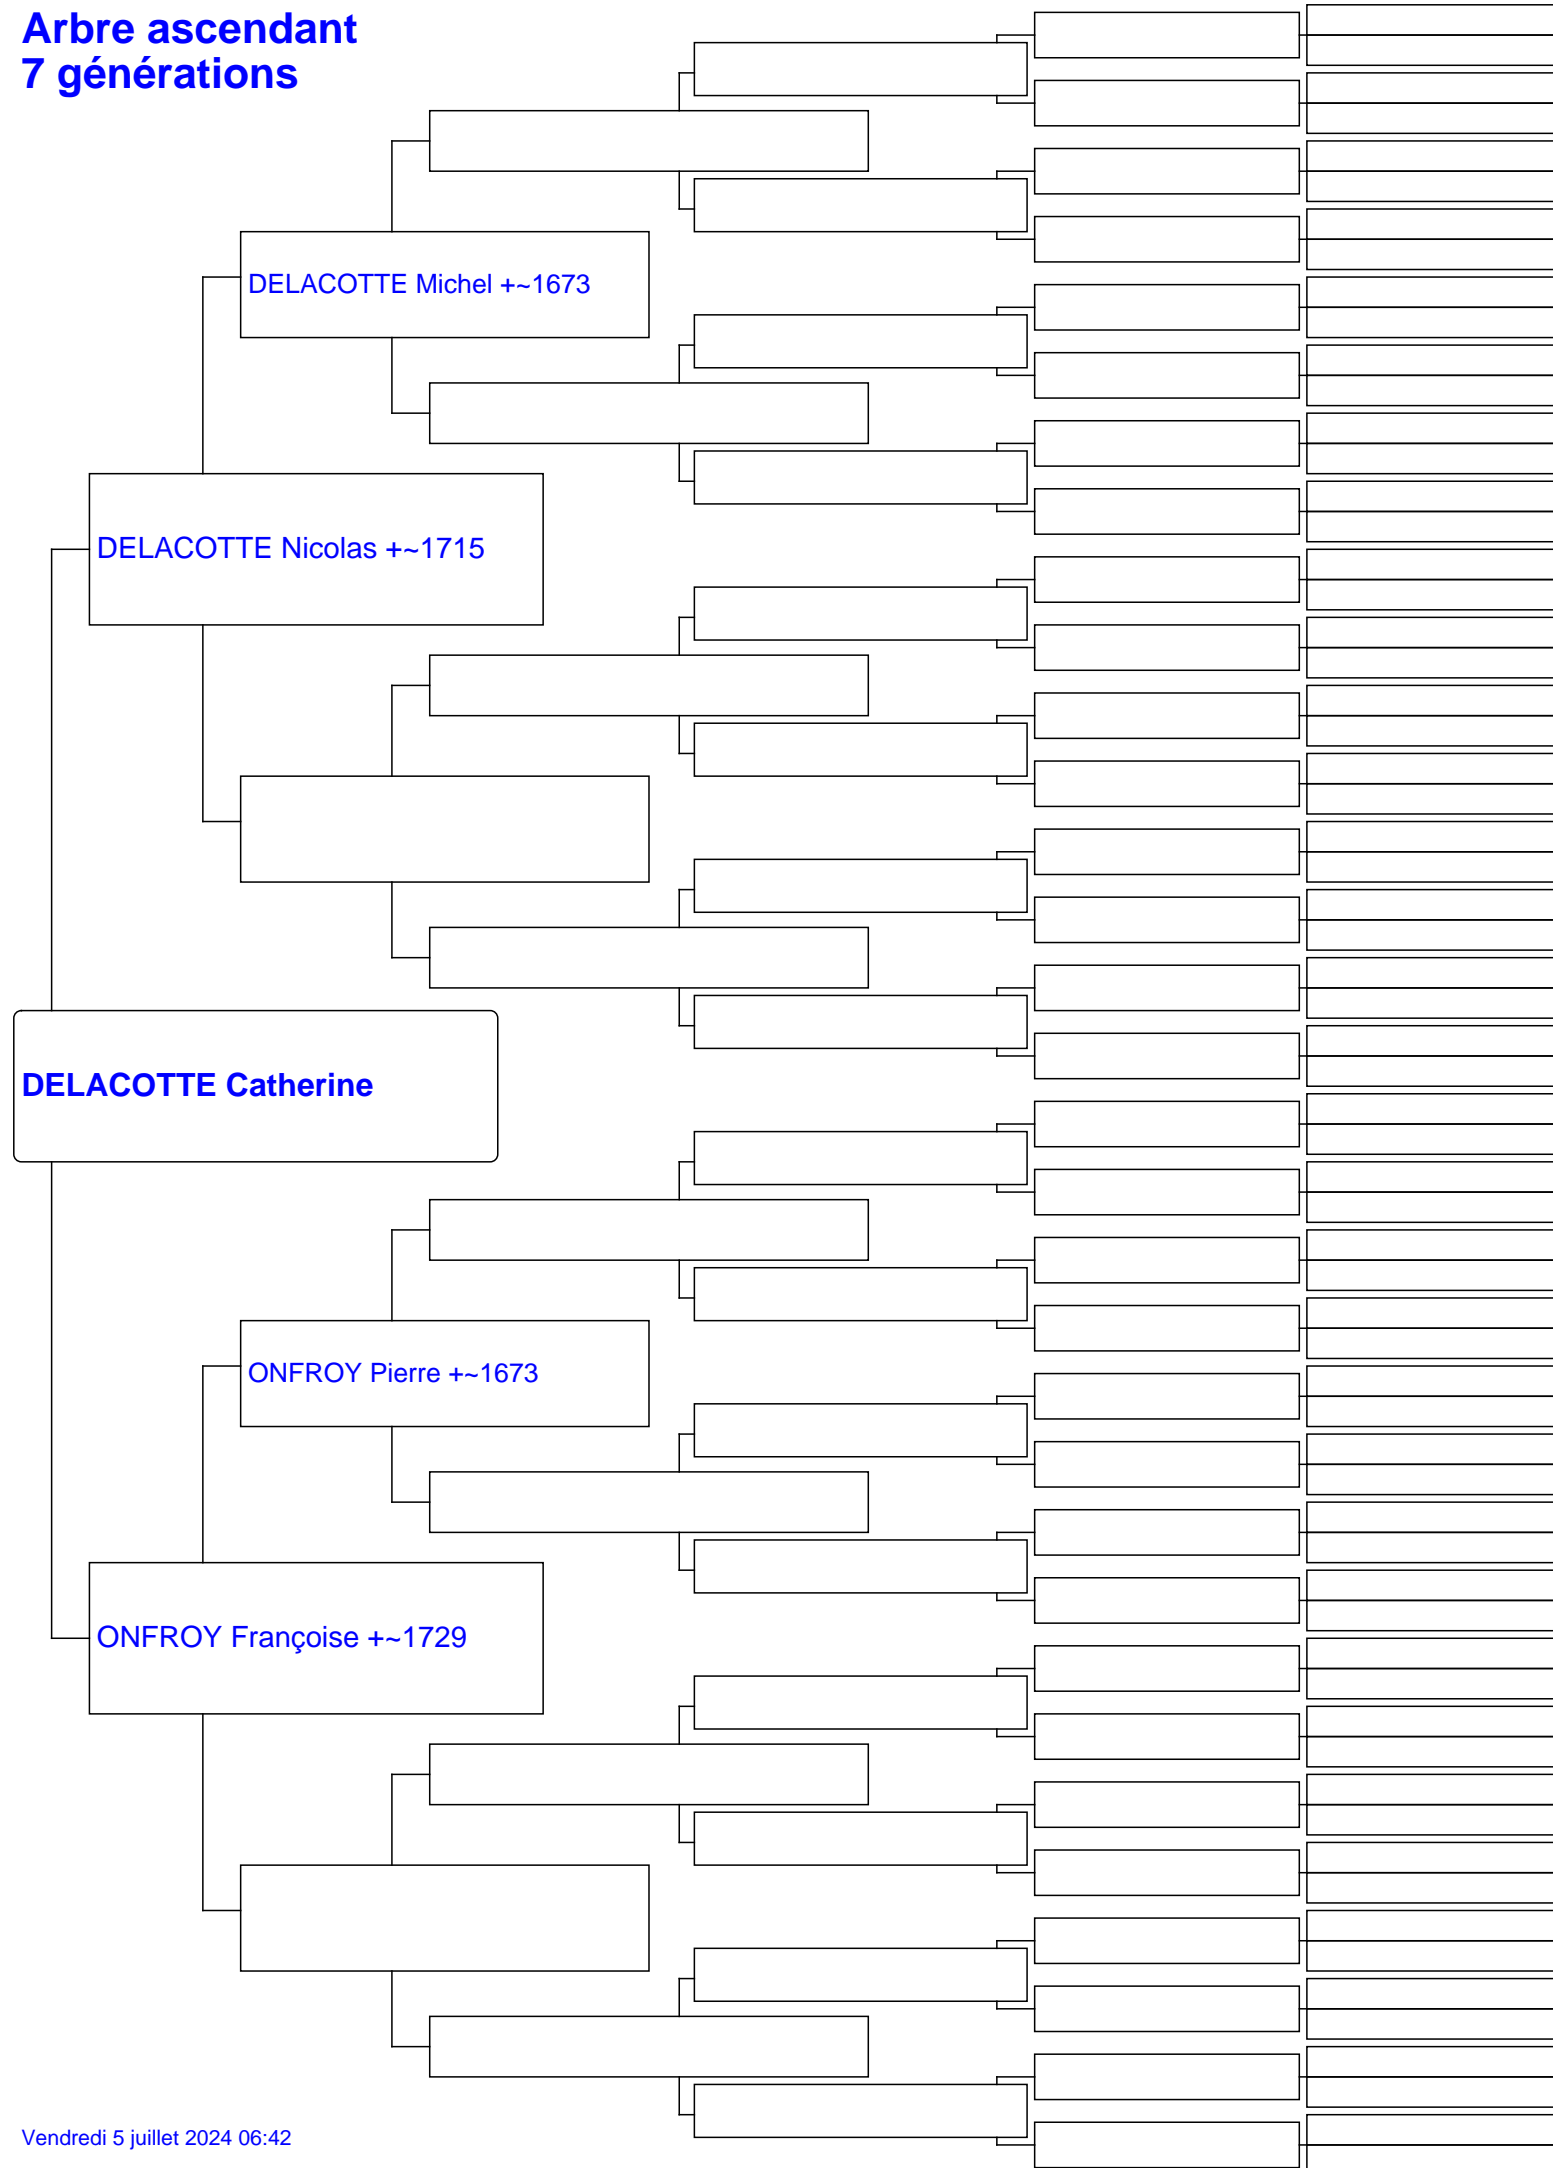 Arbre ascendant
7 générations
DELACOTTE Michel +~1673
DELACOTTE Nicolas +~1715
DELACOTTE Catherine
ONFROY Pierre +~1673
ONFROY Françoise +~1729
Vendredi 5 juillet 2024 06:42